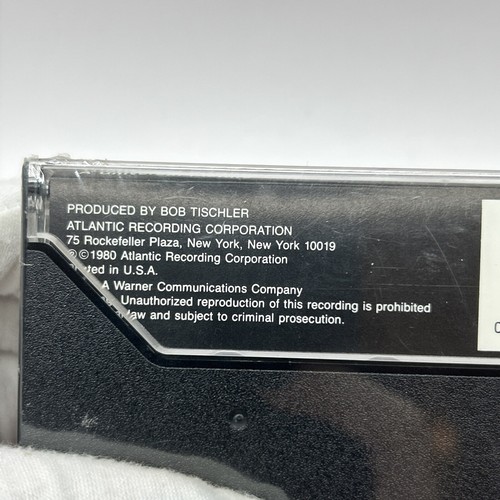 PRODUCED BY BOB TISCHLER
ATLANTIC RECORDING CORPORATION
75 Rockefeller Plaza, New York, New York 10019
℗©1980 Atlantic Recording Corporation
in U.S.A.
A Warner Communications Company
Unauthorized reproduction of this recording is prohibited
law and subject to criminal prosecution.